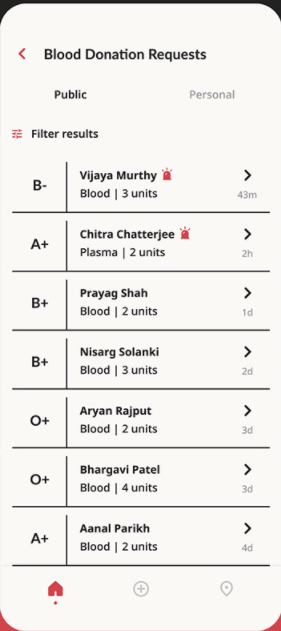 Blood Donation Requests
Public
Personal
Filter results
B-
Vijaya Murthy
Blood | 3 units
43m
A+
Chitra Chatterjee
Plasma | 2 units
2h
B+
Prayag Shah
Blood | 2 units
1d
B+
Nisarg Solanki
Blood | 3 units
2d
O+
Aryan Rajput
Blood | 2 units
3d
O+
Bhargavi Patel
Blood | 4 units
3d
A+
Aanal Parikh
Blood | 2 units
4d